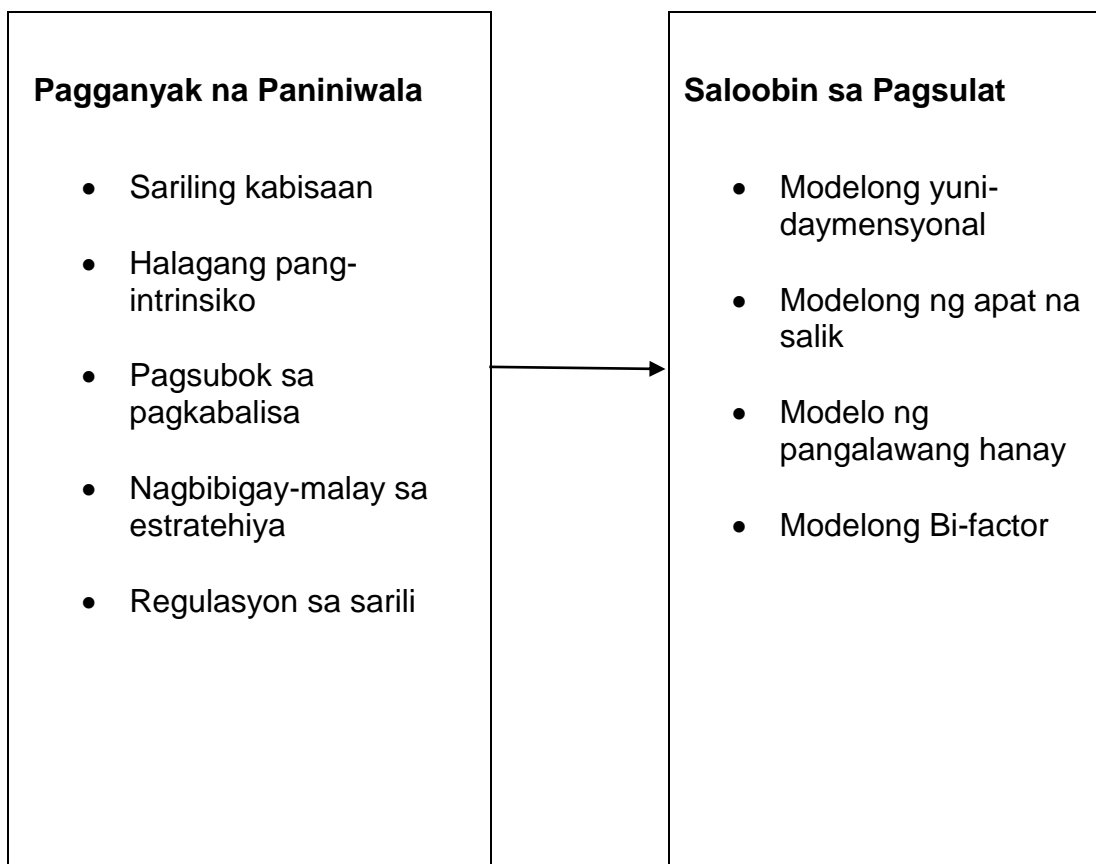 Pagganyak na Paniniwala
• Sariling kabisaan
• Halagang pang-
intrinsiko
• Pagsubok sa
pagkabalisa
• Nagbibigay-malay sa
estratehiya
• Regulasyon sa sarili
Saloobin sa Pagsulat
• Modelong yuni-
daymensyonal
• Modelong ng apat na
salik
• Modelo ng
pangalawang hanay
• Modelong Bi-factor